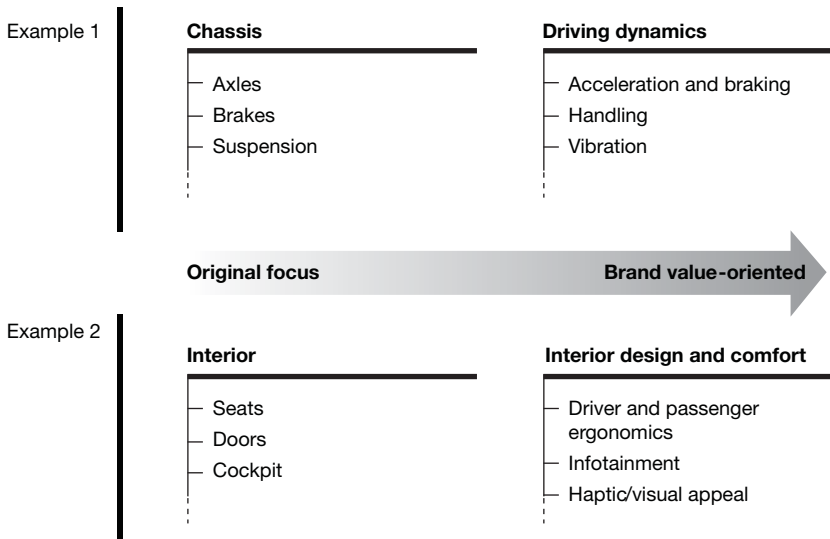 Example 1
Chassis
Axles
Brakes
Suspension
Driving dynamics
Acceleration and braking
Handling
Vibration
Original focus
Brand value-oriented
Example 2
Interior
Seats
Doors
Cockpit
Interior design and comfort
Driver and passenger
ergonomics
Infotainment
Haptic/visual appeal